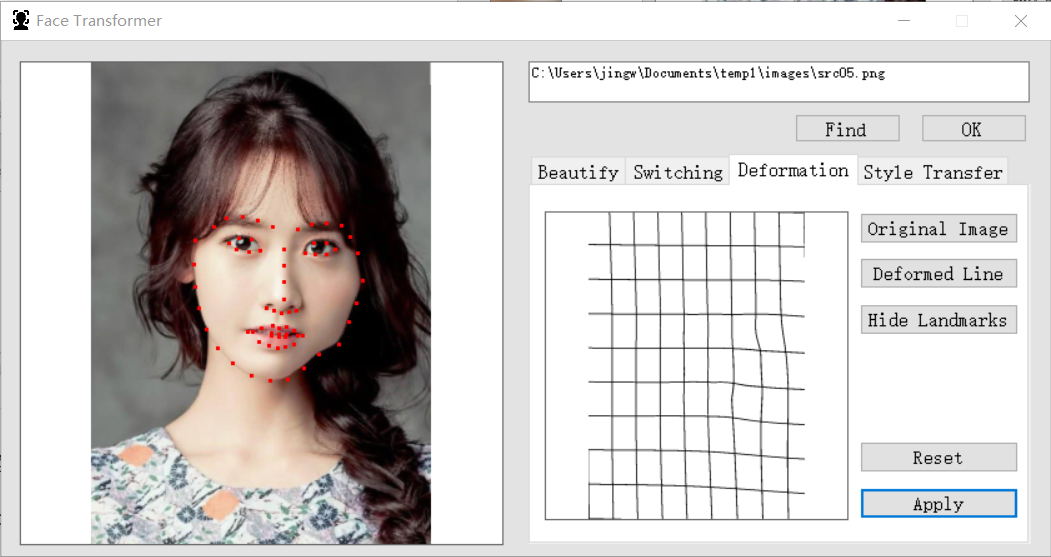 Face Transformer
C:\Users\jingw\Documents\temp1\images\src05.png
Find
OK
Beautify
Switching
Deformation
Style Transfer
Original Image
Deformed Line
Hide Landmarks
Reset
Apply